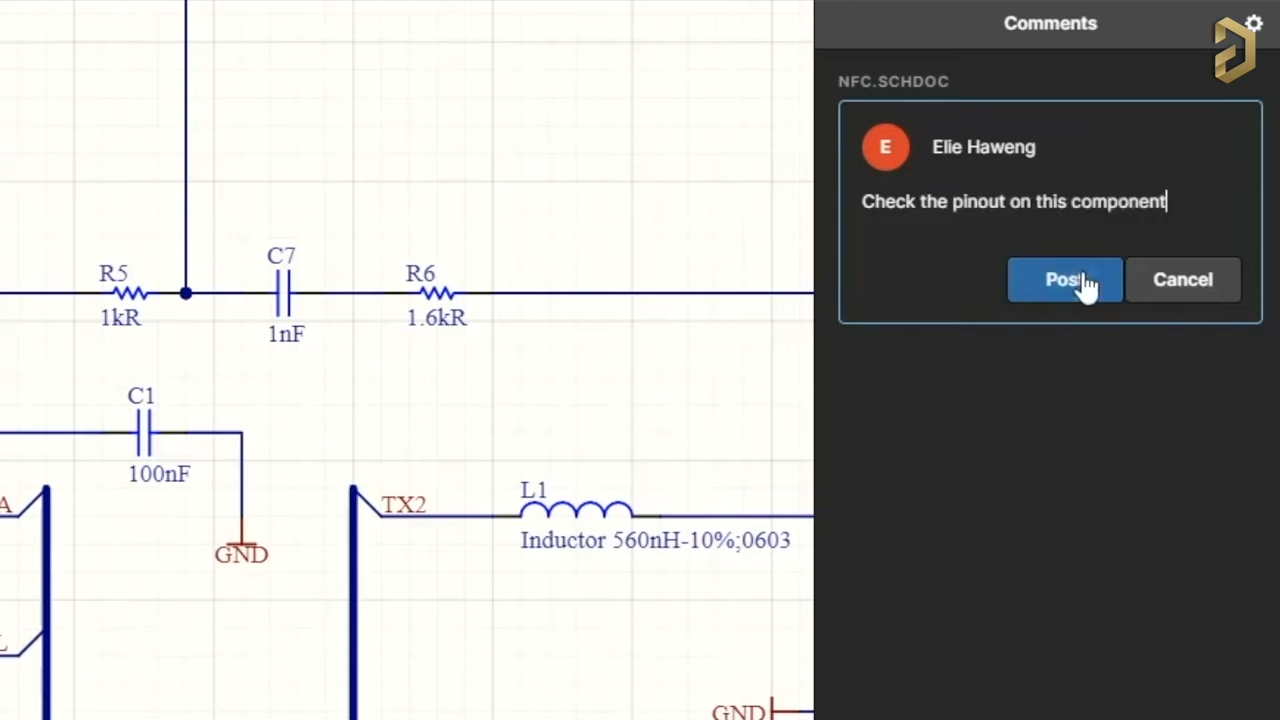 Comments
NFC.SCHDOC
E
Elie Haweng
Check the pinout on this component
Post
Cancel
R5
1kR
C7
1nF
R6
1.6kR
C1
100nF
GND
A
TX2
L1
Inductor 560nH-10%;0603
L
GND